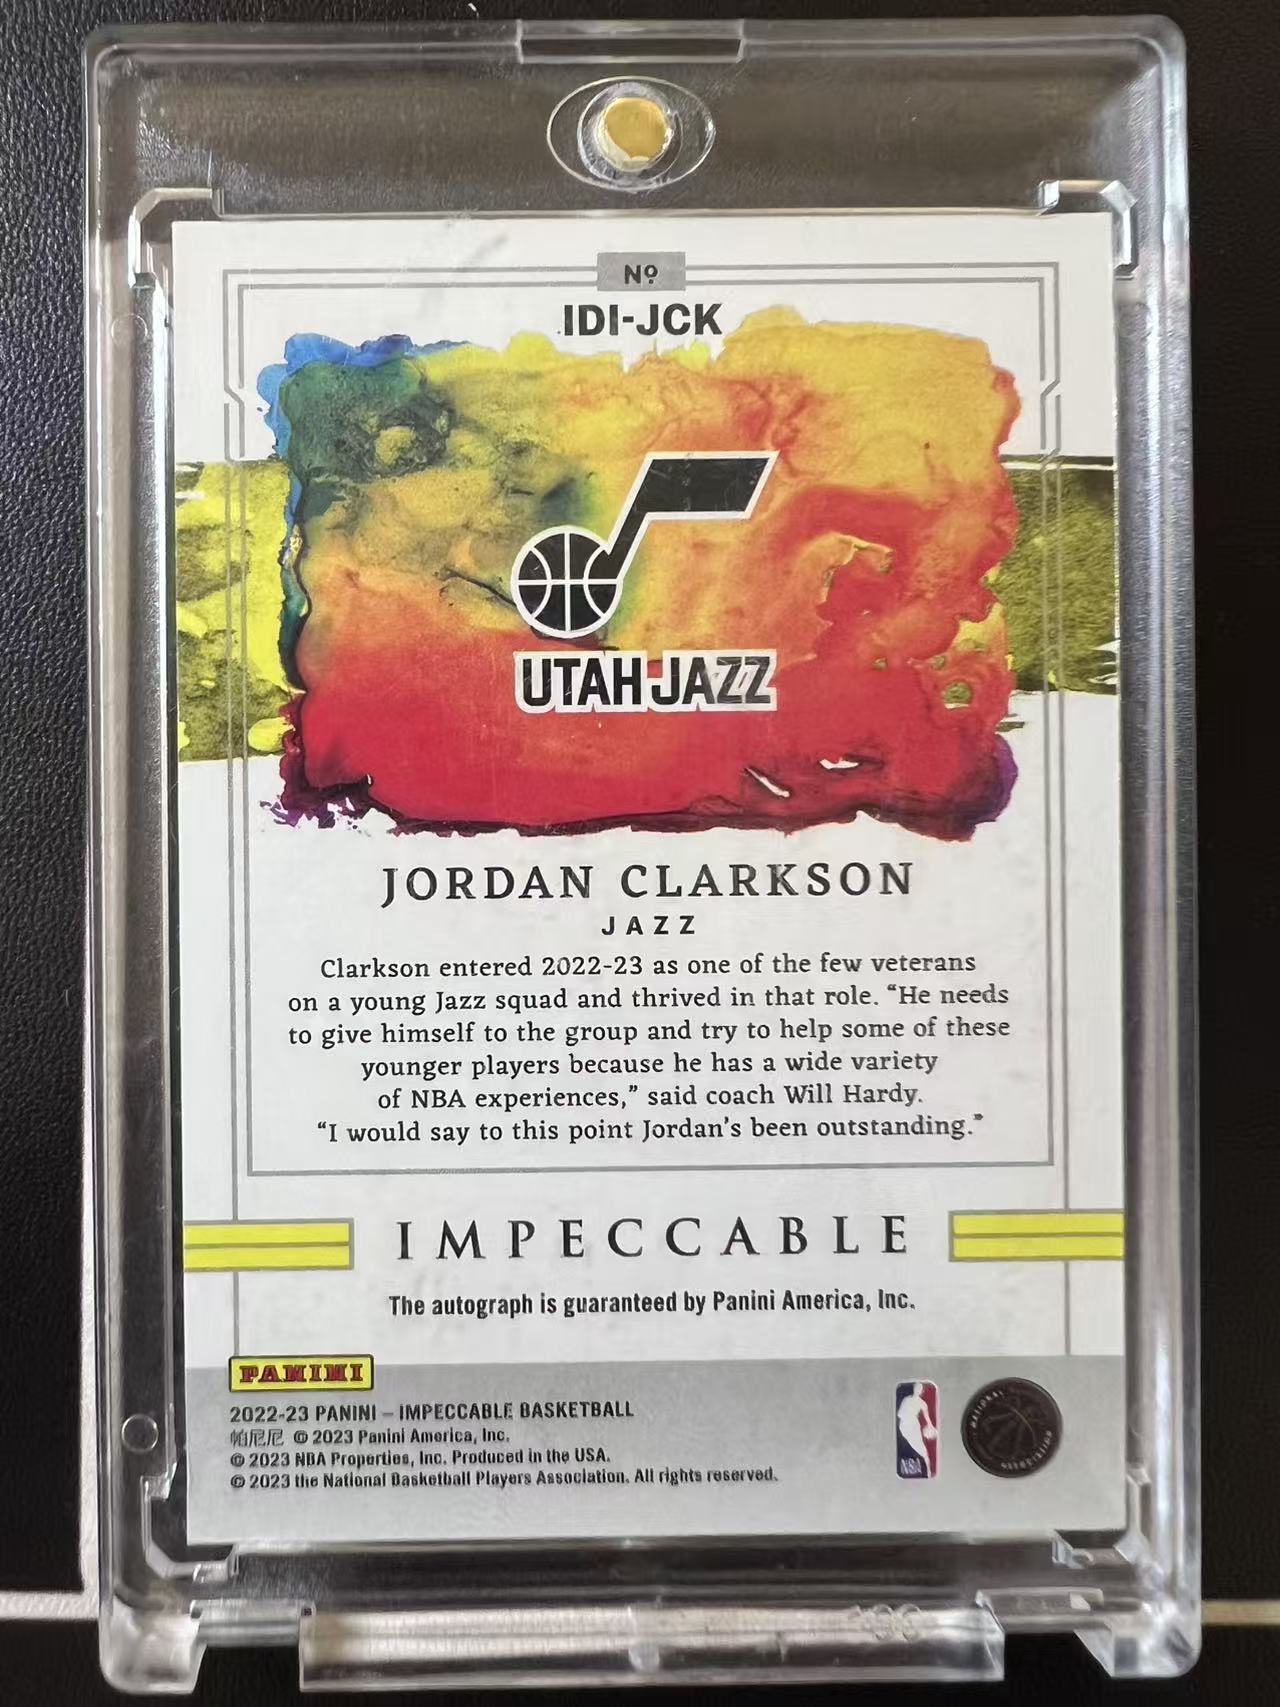 Nº
IDI-JCK
UTAH JAZZ
JORDAN CLARKSON
JAZZ
Clarkson entered 2022-23 as one of the few veterans
on a young Jazz squad and thrived in that role. “He needs
to give himself to the group and try to help some of these
younger players because he has a wide variety
of NBA experiences,” said coach Will Hardy.
“I would say to this point Jordan’s been outstanding.”
IMPECCABLE
The autograph is guaranteed by Panini America, Inc.
PANINI
2022-23 PANINI – IMPECCABLE BASKETBALL
帕尼尼 © 2023 Panini America, Inc.
© 2023 NBA Properties, Inc. Produced in the USA.
© 2023 the National Basketball Players Association. All rights reserved.
NBA